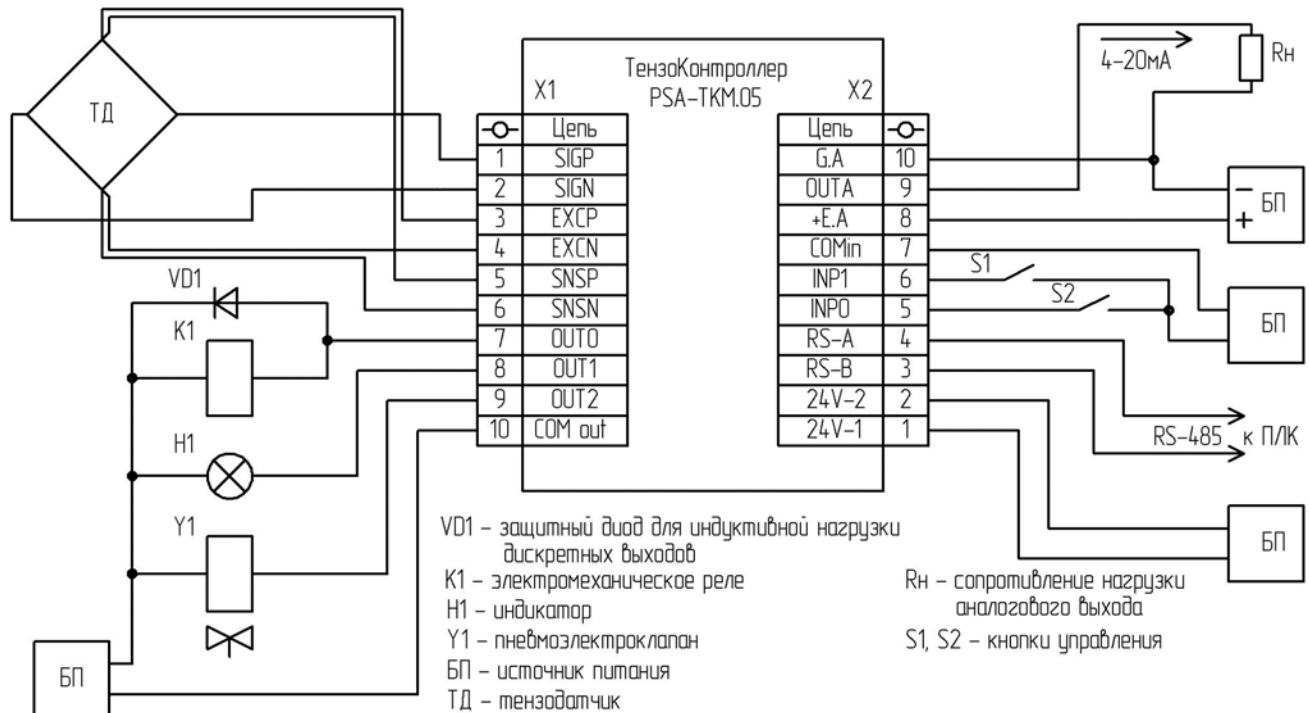 4-20мА
Rн
ТензоКонтроллер
PSA-TKM.05
X1
X2
ТД
Цепь
1 SIGP
2 SIGN
3 EXCP
4 EXCN
5 SNSP
6 SNSN
7 OUT0
8 OUT1
9 OUT2
10 COM out
Цепь
G.A 10
OUTA 9
+E.A 8
COMin 7
INP1 6
INP0 5
RS-A 4
RS-B 3
24V-2 2
24V-1 1
−
+
БП
S1
S2
БП
RS-485 к ПЛК
БП
VD1
K1
H1
Y1
БП
VD1 – защитный диод для индуктивной нагрузки
дискретных выходов
K1 – электромеханическое реле
H1 – индикатор
Y1 – пневмоэлектроклапан
БП – источник питания
ТД – тензодатчик
Rн – сопротивление нагрузки
аналогового выхода
S1, S2 – кнопки управления